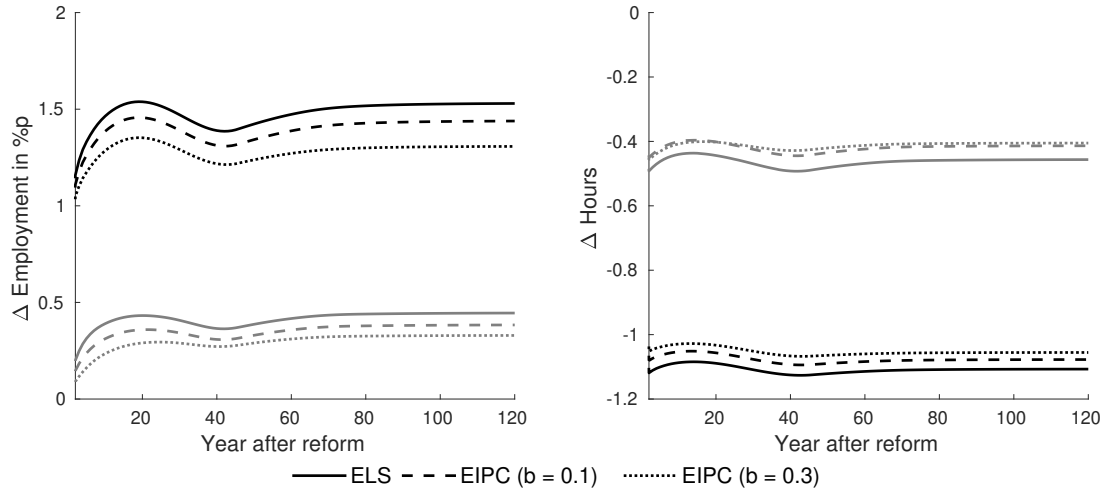 2
1.5
1
0.5
0
Δ Employment in %p
20 40 60 80 100 120
Year after reform
0
-0.2
-0.4
-0.6
-0.8
-1
-1.2
Δ Hours
20 40 60 80 100 120
Year after reform
ELS EIPC (b = 0.1) EIPC (b = 0.3)